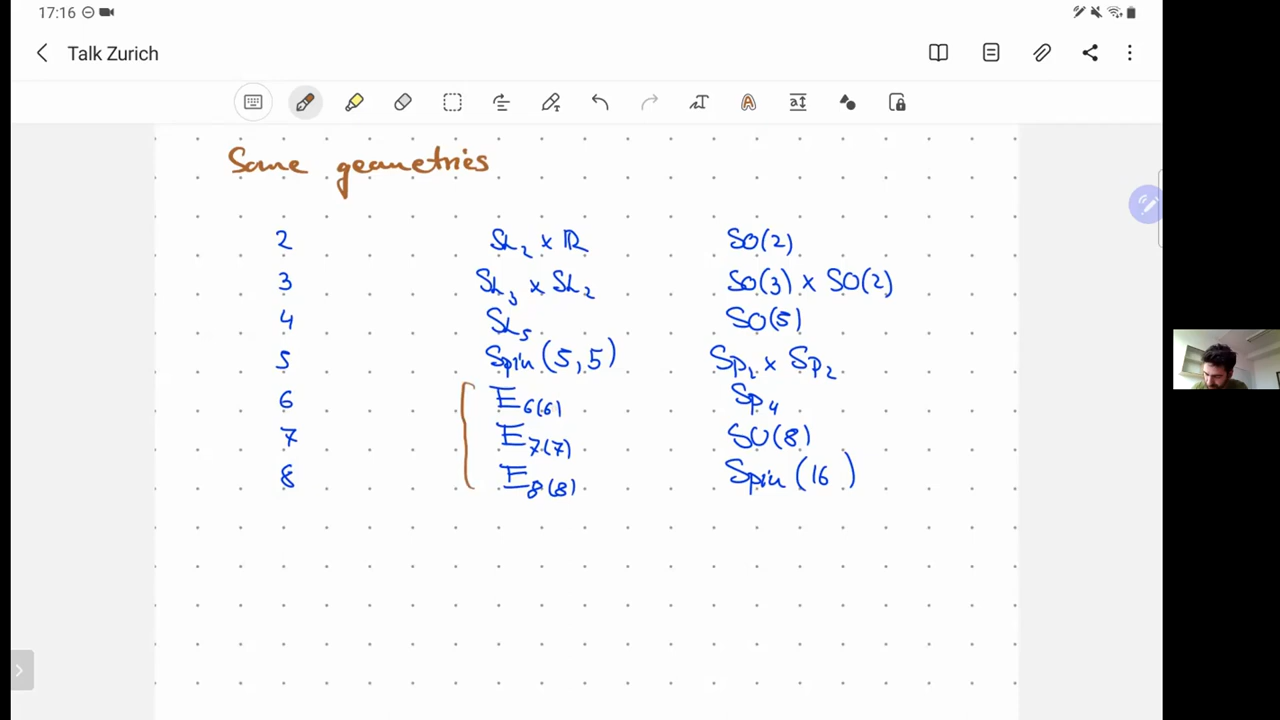 17:16
Talk Zurich
Some geometries
2 SL₂ × ℝ SO(2)
3 SL₃ × SL₂ SO(3) × SO(2)
4 SL₅ SO(5)
5 Spin(5,5) Sp₂ × Sp₂
6 E₆₍₆₎ Sp₄
7 E₇₍₇₎ SU(8)
8 E₈₍₈₎ Spin(16)